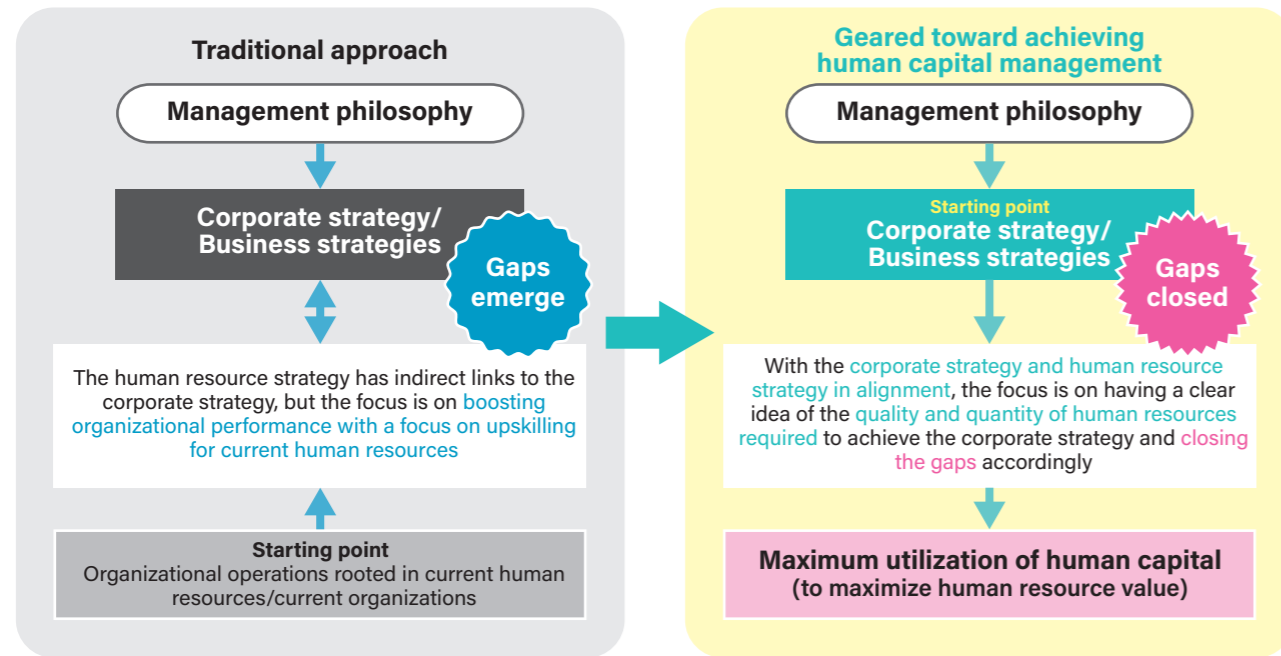 Traditional approach
Management philosophy
Corporate strategy/
Business strategies
Gaps
emerge
The human resource strategy has indirect links to the
corporate strategy, but the focus is on boosting
organizational performance with a focus on upskilling
for current human resources
Starting point
Organizational operations rooted in current human
resources/current organizations
Geared toward achieving
human capital management
Management philosophy
Starting point
Corporate strategy/
Business strategies
Gaps
closed
With the corporate strategy and human resource
strategy in alignment, the focus is on having a clear
idea of the quality and quantity of human resources
required to achieve the corporate strategy and closing
the gaps accordingly
Maximum utilization of human capital
(to maximize human resource value)